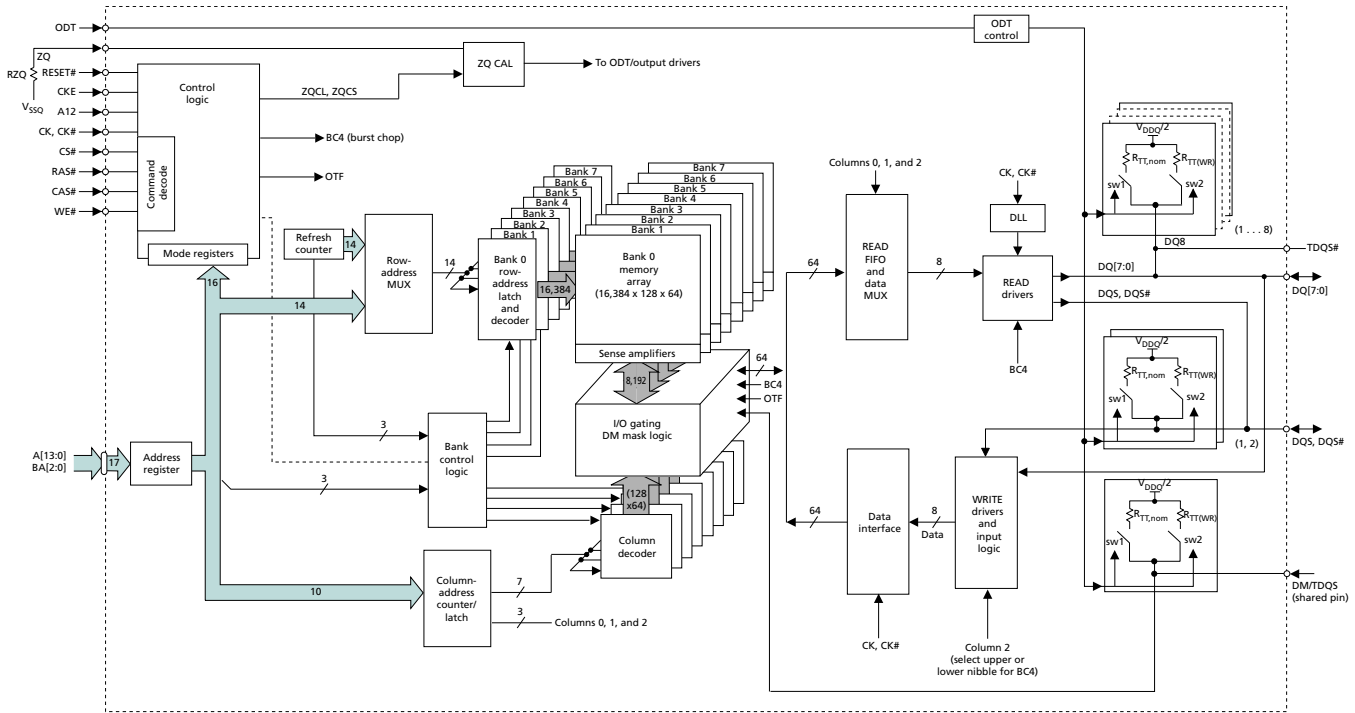 ODT
ODT
control
ZQ
RZQ
VSSQ
RESET#
CKE
A12
CK, CK#
CS#
RAS#
CAS#
WE#
Control
logic
Command
decode
Mode registers
ZQCL, ZQCS
ZQ CAL
To ODT/output drivers
BC4 (burst chop)
OTF
Refresh
counter
14
16
14
Row-
address
MUX
14
Bank 7
Bank 6
Bank 5
Bank 4
Bank 3
Bank 2
Bank 1
Bank 0
row-
address
latch
and
decoder
16,384
Bank 7
Bank 6
Bank 5
Bank 4
Bank 3
Bank 2
Bank 1
Bank 0
memory
array
(16,384 x 128 x 64)
Sense amplifiers
8,192
64
BC4
OTF
I/O gating
DM mask logic
(128
x64)
Column
decoder
A[13:0]
BA[2:0]
17
Address
register
3
3
Bank
control
logic
10
Column-
address
counter/
latch
7
3
Columns 0, 1, and 2
Columns 0, 1, and 2
64
READ
FIFO
and
data
MUX
8
CK, CK#
DLL
READ
drivers
BC4
64
Data
interface
8
Data
WRITE
drivers
and
input
logic
CK, CK#
Column 2
(select upper or
lower nibble for BC4)
VDDQ/2
RTT,nom
RTT(WR)
sw1
sw2
(1 . . . 8)
DQ8
TDQS#
DQ[7:0]
DQ[7:0]
DQS, DQS#
VDDQ/2
RTT,nom
RTT(WR)
sw1
sw2
(1, 2)
DQS, DQS#
VDDQ/2
RTT,nom
RTT(WR)
sw1
sw2
DM/TDQS
(shared pin)